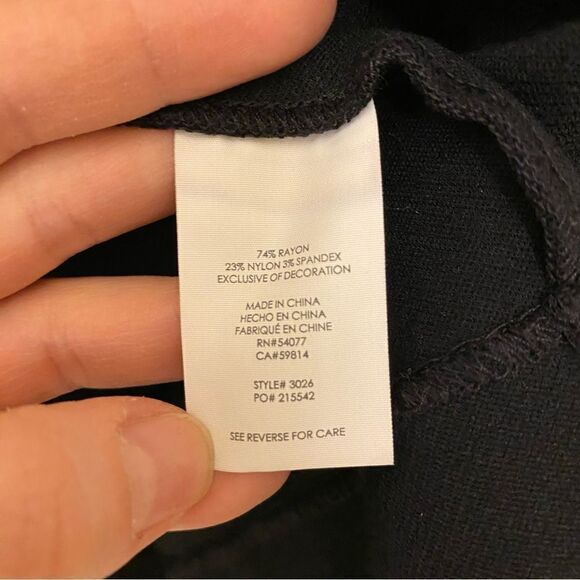 74% RAYON
23% NYLON 3% SPANDEX
EXCLUSIVE OF DECORATION
MADE IN CHINA
HECHO EN CHINA
FABRIQUÉ EN CHINE
RN#54077
CA#59814
STYLE# 3026
PO# 215542
SEE REVERSE FOR CARE